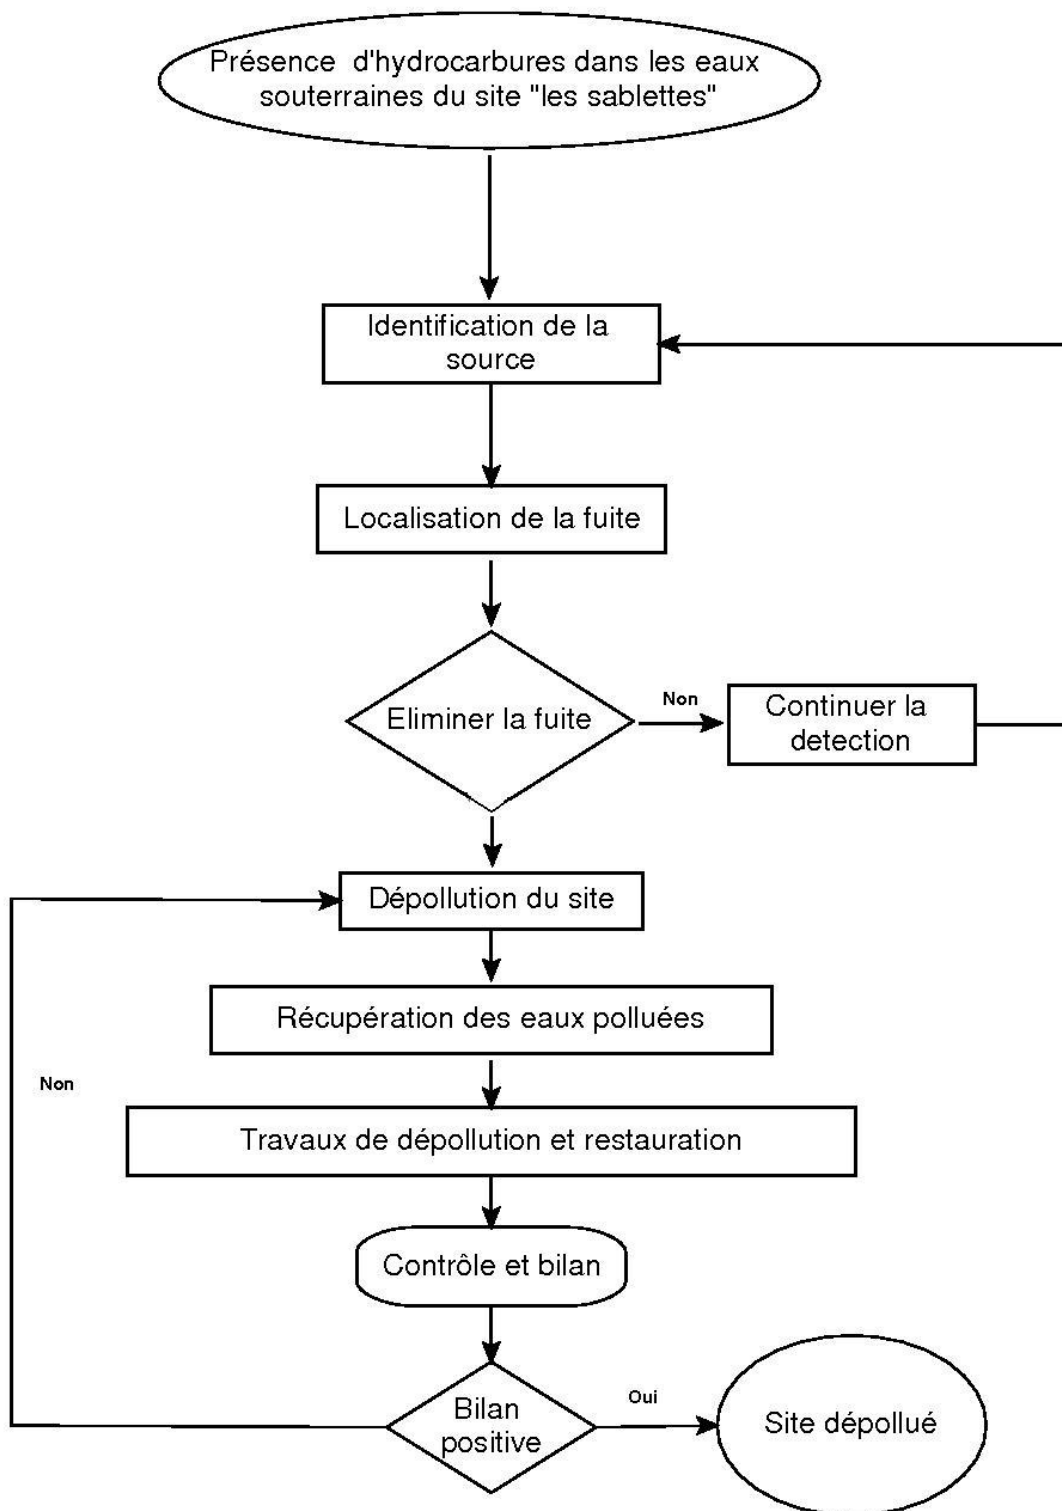 Présence d'hydrocarbures dans les eaux
souterraines du site "les sablettes"
Identification de la
source
Localisation de la fuite
Eliminer la fuite
Non
Continuer la
detection
Dépollution du site
Récupération des eaux polluées
Non
Travaux de dépollution et restauration
Contrôle et bilan
Bilan
positive
Oui
Site dépollué